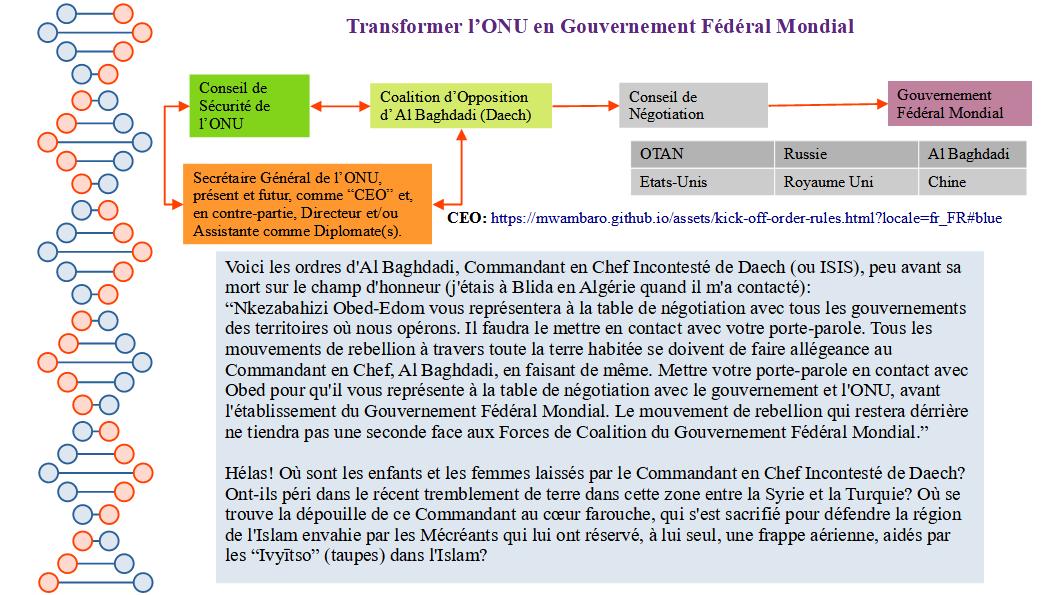 Transformer l'ONU en Gouvernement Fédéral Mondial
Conseil de
Sécurité de
l'ONU
Coalition d'Opposition
d' Al Baghdadi (Daech)
Conseil de
Négotiation
Gouvernement
Fédéral Mondial
OTAN Russie Al Baghdadi
Etats-Unis Royaume Uni Chine
Secrétaire Général de l'ONU,
présent et futur, comme “CEO” et,
en contre-partie, Directeur et/ou
Assistante comme Diplomate(s).
CEO: https://mwambaro.github.io/assets/kick-off-order-rules.html?locale=fr_FR#blue
Voici les ordres d'Al Baghdadi, Commandant en Chef Incontesté de Daech (ou ISIS), peu avant sa
mort sur le champ d'honneur (j'étais à Blida en Algérie quand il m'a contacté):
“Nkezabahizi Obed-Edom vous représentera à la table de négotiation avec tous les gouvernements
des territoires où nous opérons. Il faudra le mettre en contact avec votre porte-parole. Tous les
mouvements de rebellion à travers toute la terre habitée se doivent de faire allégeance au
Commandant en Chef, Al Baghdadi, en faisant de même. Mettre votre porte-parole en contact avec
Obed pour qu'il vous représente à la table de négotiation avec le gouvernement et l'ONU, avant
l'établissement du Gouvernement Fédéral Mondial. Le mouvement de rebellion qui restera dérrière
ne tiendra pas une seconde face aux Forces de Coalition du Gouvernement Fédéral Mondial.”
Hélas! Où sont les enfants et les femmes laissés par le Commandant en Chef Incontesté de Daech?
Ont-ils péri dans le récent tremblement de terre dans cette zone entre la Syrie et la Turquie? Où se
trouve la dépouille de ce Commandant au cœur farouche, qui s'est sacrifié pour défendre la région
de l'Islam envahie par les Mécréants qui lui ont réservé, à lui seul, une frappe aérienne, aidés par
les “Ivyītso” (taupes) dans l'Islam?